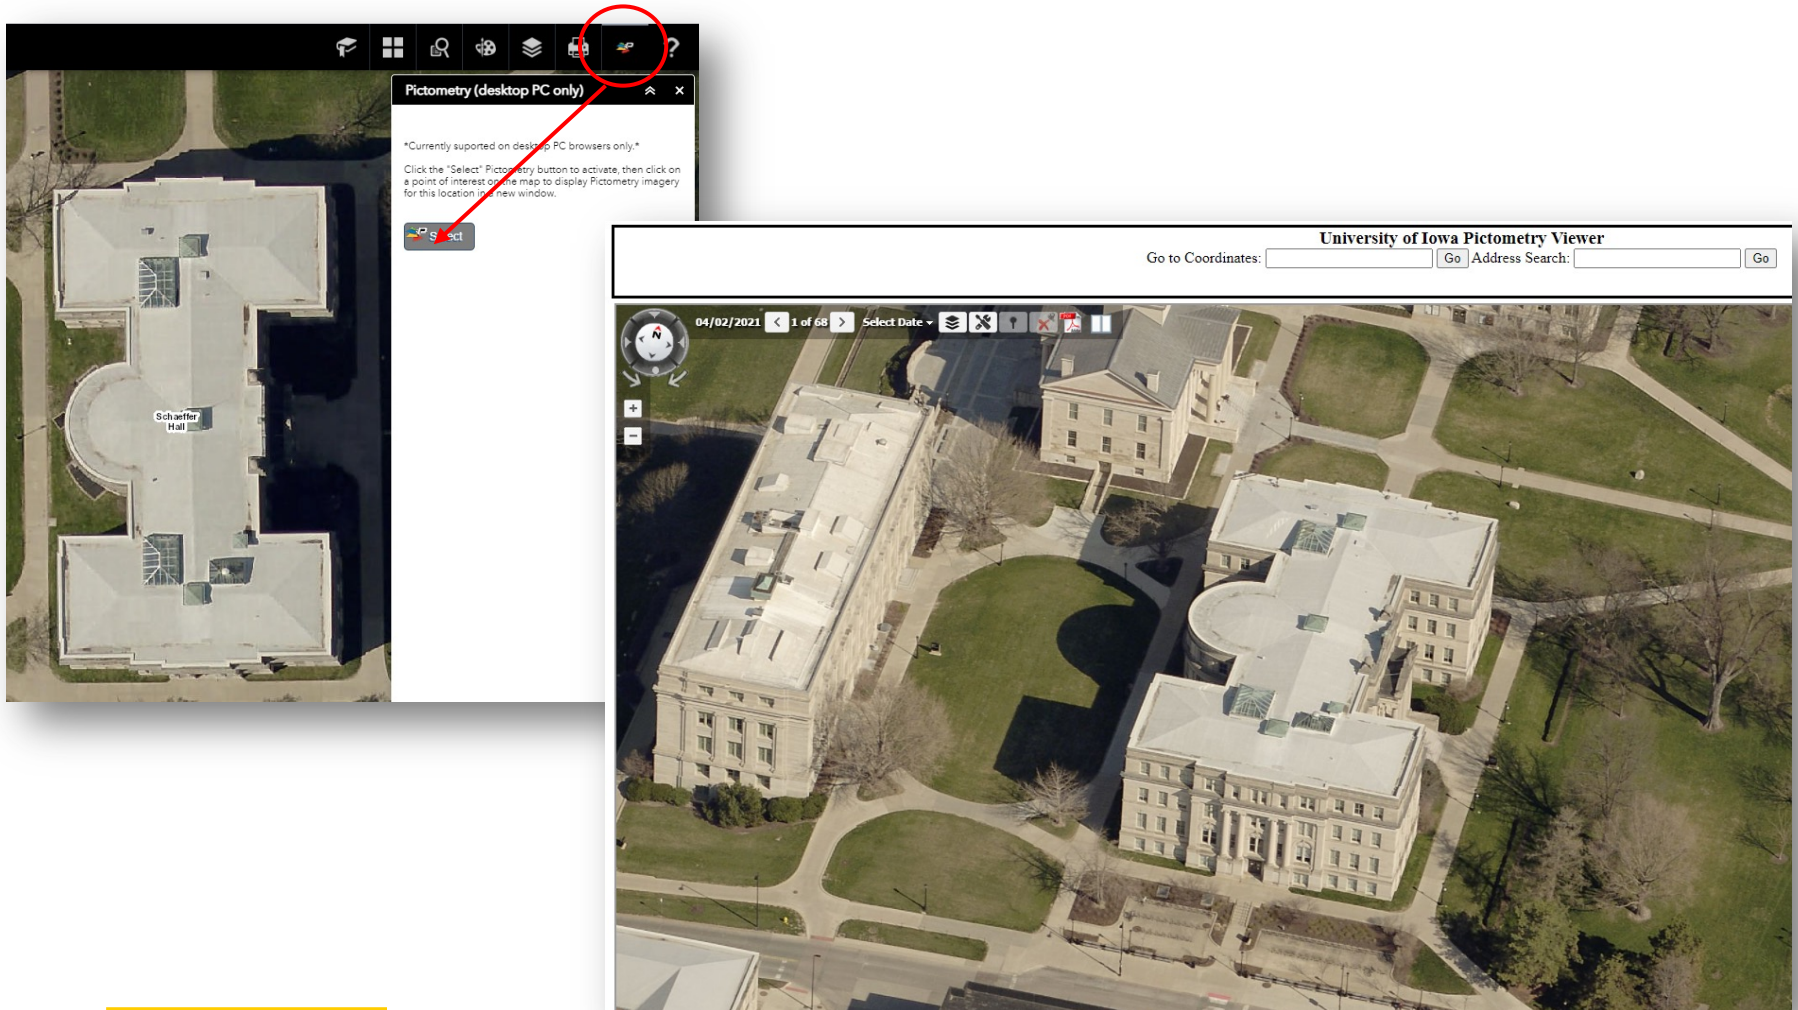 Pictometry (desktop PC only)
*Currently suported on desktop PC browsers only.*
Click the "Select" Pictometry button to activate, then click on
a point of interest on the map to display Pictometry imagery
for this location in a new window.
Select
Schaeffer
Hall
University of Iowa Pictometry Viewer
Go to Coordinates: Go Address Search: Go
04/02/2021 1 of 68 Select Date
N